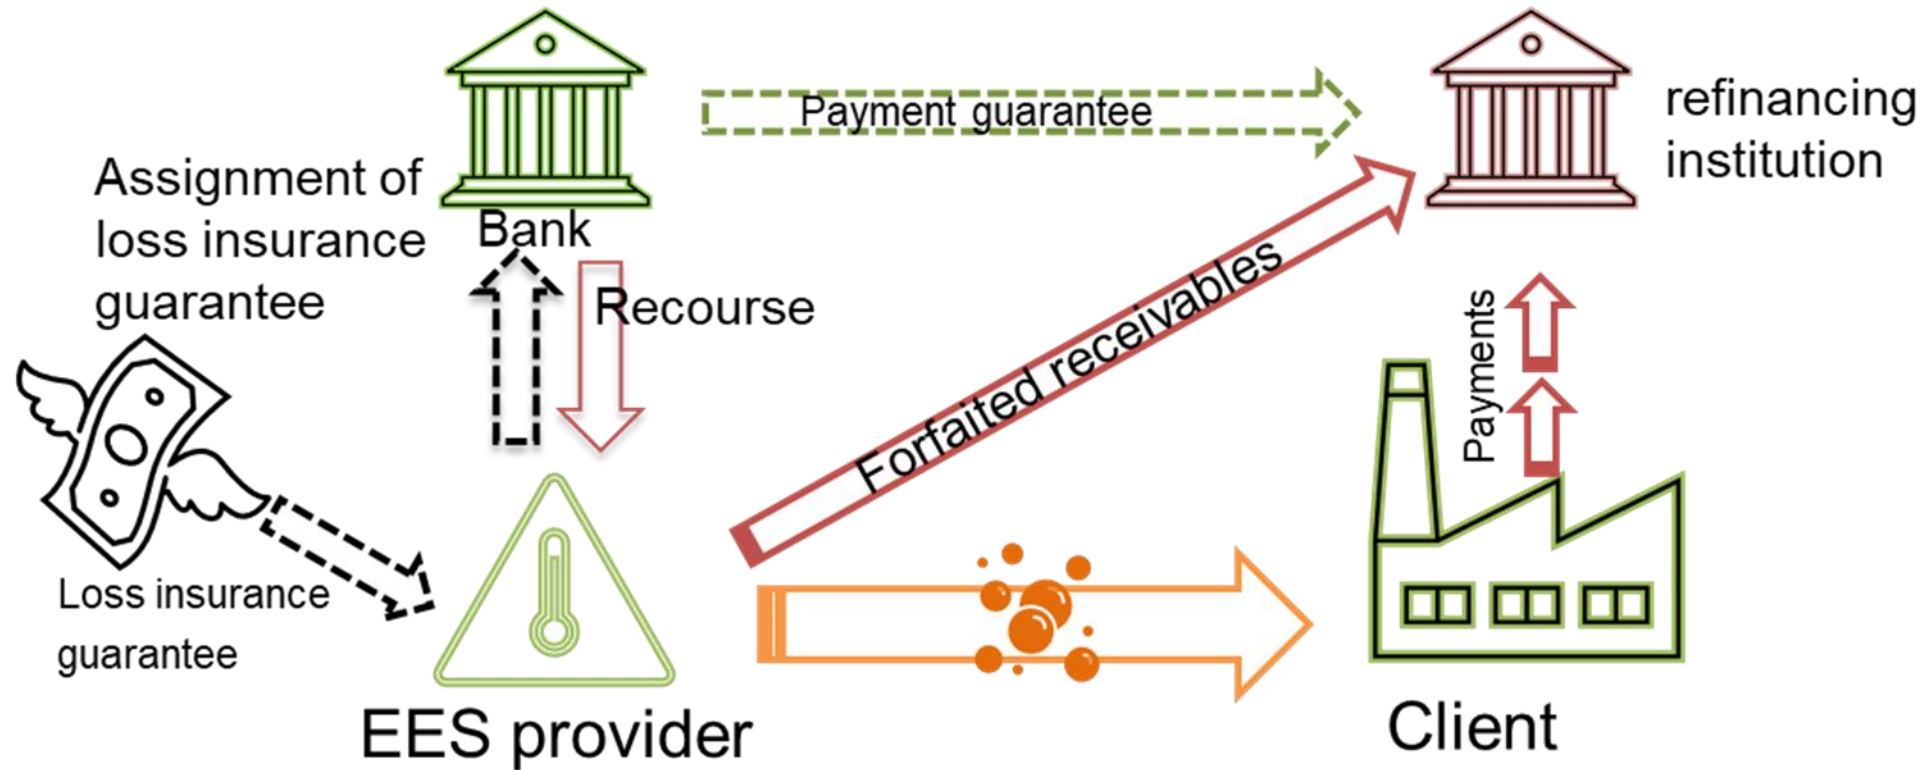 Payment guarantee
refinancing
institution
Assignment of
loss insurance
guarantee
Bank
Recourse
Forfaited receivables
Payments
Loss insurance
guarantee
EES provider
Client